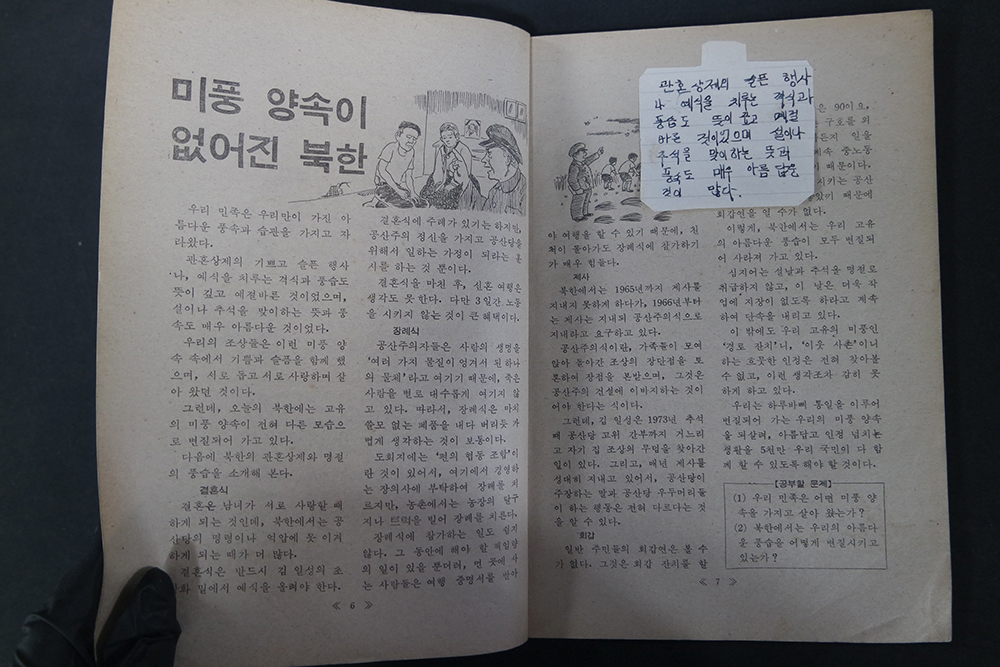 미풍 양속이
없어진 북한
우리 민족은 우리만이 가진 아
름다운 풍속과 습관을 가지고 자
라왔다.
관혼상제의 기쁘고 슬픈 행사
나, 예식을 치루는 격식과 풍습도
뜻이 깊고 예절바른 것이었으며,
설이나 추석을 맞이하는 뜻과 풍
속도 매우 아름다운 것이었다.
우리의 조상들은 이런 미풍 양
속 속에서 기쁨과 슬픔을 함께 했
으며, 서로 돕고 서로 사랑하며 살
아 왔던 것이다.
그런데, 오늘의 북한에는 고유
의 미풍 양속이 전혀 다른 모습으
로 변질되어 가고 있다.
다음에 북한의 관혼상제와 명절
의 풍습을 소개해 본다.
결혼식
결혼은 남녀가 서로 사랑할 때
하게 되는 것인데, 북한에서는 공
산당의 명령이나 억압에 못 이겨
하게 되는 때가 더 많다.
결혼식은 반드시 김 일성의 초
밑에서 예식을 올려야 한다.
결혼식에 주례가 있기는 하지만,
공산주의 정신을 가지고 공산당을
위해서 일하는 가정이 되라는 훈
시를 하는 것 뿐이다.
결혼식을 마친 후, 신혼 여행은
생각도 못 한다. 다만 3일간 노동
을 시키지 않는 것이 큰 혜택이다.
장례식
공산주의자들은 사람의 생명을
‘여러 가지 물질이 엉겨서 된 하나
의 물체’라고 여기기 때문에, 죽은
사람을 별로 대수롭게 여기지 않
고 있다. 따라서, 장례식은 마치
쓸모 없는 폐품을 내다 버리듯 가
볍게 생각하는 것이 보통이다.
도회지에는 ‘편의 협동 조합’이
란 것이 있어서, 여기에서 경영하
는 장의사에 부탁하여 장례를 치
르지만, 농촌에서는 농장의 달구
지나 트럭을 빌어 장례를 치른다.
장례식에 참가하는 일도 쉽지
않다. 그 동안에 해야 할 책임량
의 일이 있을 뿐더러, 먼 곳에 사
는 사람들은 여행 증명서를 받아
≪ 6 ≫
관혼상제의 슬픈 행사
나 예식을 치루는 격식과
풍습도 뜻이 깊고 예절
바른 것이었으며 설이나
추석을 맞이하는 뜻과
풍속도 매우 아름다운
것이 많다.
야 여행을 할 수 있기 때문에, 친
척이 돌아가도 장례식에 참가하기
가 매우 힘들다.
제사
북한에서는 1965년까지 제사를
지내지 못하게 하다가, 1966년부터
는 제사는 지내되 공산주의식으로
지내라고 요구하고 있다.
공산주의식이란, 가족들이 모여
앉아 돌아간 조상의 장단점을 토
론하여 장점을 본받으며, 그것은
공산주의 건설에 이바지하는 것이
어야 한다는 식이다.
그런데, 김 일성은 1973년 추석
때 공산당 고위 간부까지 거느리
고 자기 집 조상의 무덤을 찾아간
일이 있다. 그리고, 매년 제사를
성대히 지내고 있어서, 공산당이
주장하는 말과 공산당 우두머리들
이 하는 행동은 전혀 다르다는 것
을 알 수 있다.
회갑
일반 주민들의 회갑연은 볼 수
가 없다. 그것은 회갑 잔치를 할
은 90이요,
구호를 위
든지 일을
계속 중노동
때문이다.
시키는 공산
있기 때문에
회갑연을 열 수가 없다.
이렇게, 북한에서는 우리 고유
의 아름다운 풍습이 모두 변질되
어 사라져 가고 있다.
심지어는 설날과 추석을 명절로
취급하지 않고, 이 날은 더욱 작
업에 지장이 없도록 하라고 계속
하여 단속을 내리고 있다.
이 밖에도 우리 고유의 미풍인
‘경로 잔치’니, ‘이웃 사촌’이니
하는 흐뭇한 인정은 전혀 찾아볼
수 없고, 이런 생각조차 감히 못
하게 하고 있다.
우리는 하루바삐 통일을 이루어
변질되어 가는 우리의 미풍 양속
을 되살려, 아름답고 인정 넘치는
생활을 5천만 우리 국민의 다 함
께 할 수 있도록 해야 할 것이다.
【공부할 문제】
(1) 우리 민족은 어떤 미풍 양
속을 가지고 살아 왔는가?
(2) 북한에서는 우리의 아름다
운 풍습을 어떻게 변질시키고
있는가?
≪ 7 ≫